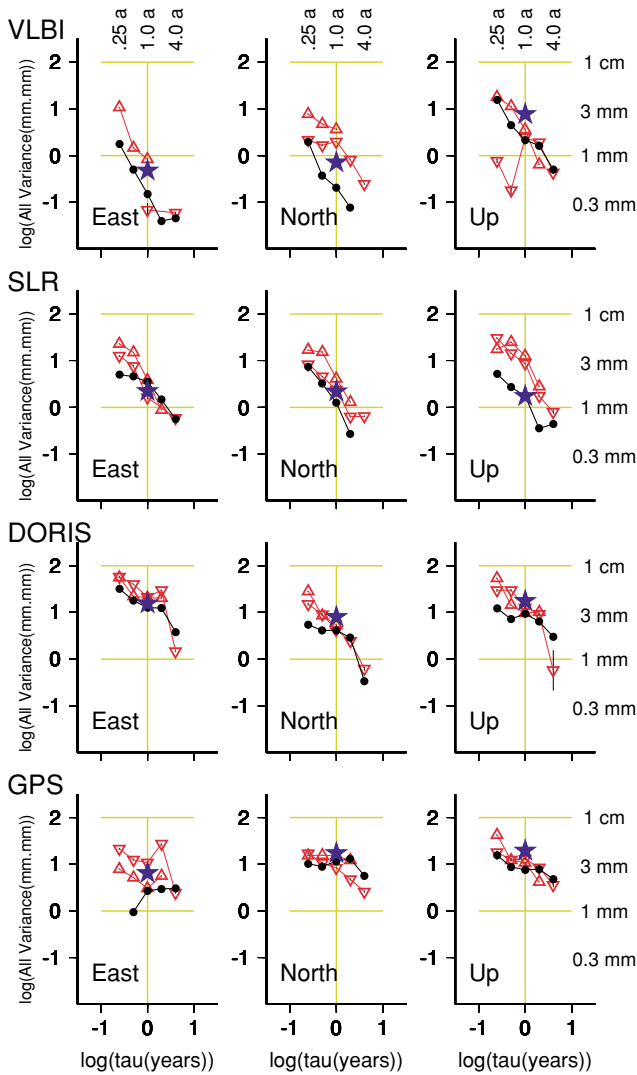 VLBI
.25 a
1.0 a
4.0 a
.25 a
1.0 a
4.0 a
.25 a
1.0 a
4.0 a
log(All Variance(mm.mm))
2
1
0
-1
East
2
1
0
-1
North
2
1
0
-1
Up
1 cm
3 mm
1 mm
0.3 mm
SLR
log(All Variance(mm.mm))
2
1
0
-1
East
2
1
0
-1
North
2
1
0
-1
Up
1 cm
3 mm
1 mm
0.3 mm
DORIS
log(All Variance(mm.mm))
2
1
0
-1
East
2
1
0
-1
North
2
1
0
-1
Up
1 cm
3 mm
1 mm
0.3 mm
GPS
log(All Variance(mm.mm))
2
1
0
-1
East
2
1
0
-1
North
2
1
0
-1
Up
1 cm
3 mm
1 mm
0.3 mm
-1 0 1
-1 0 1
-1 0 1
log(tau(years))
log(tau(years))
log(tau(years))